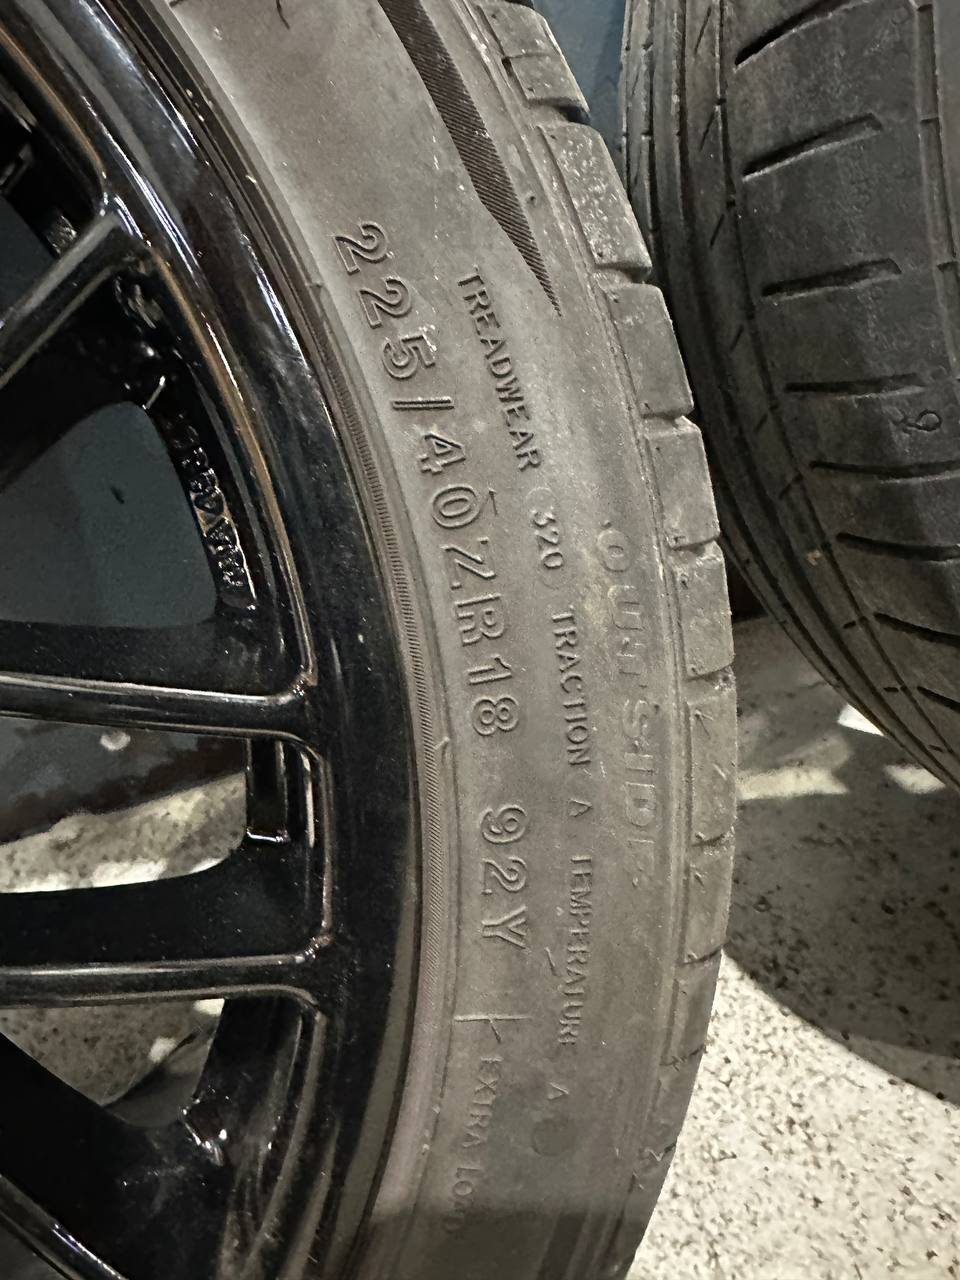 225/40ZR18 92Y
EXTRA LOAD
TREADWEAR 320 TRACTION A TEMPERATURE A
OUTSIDE